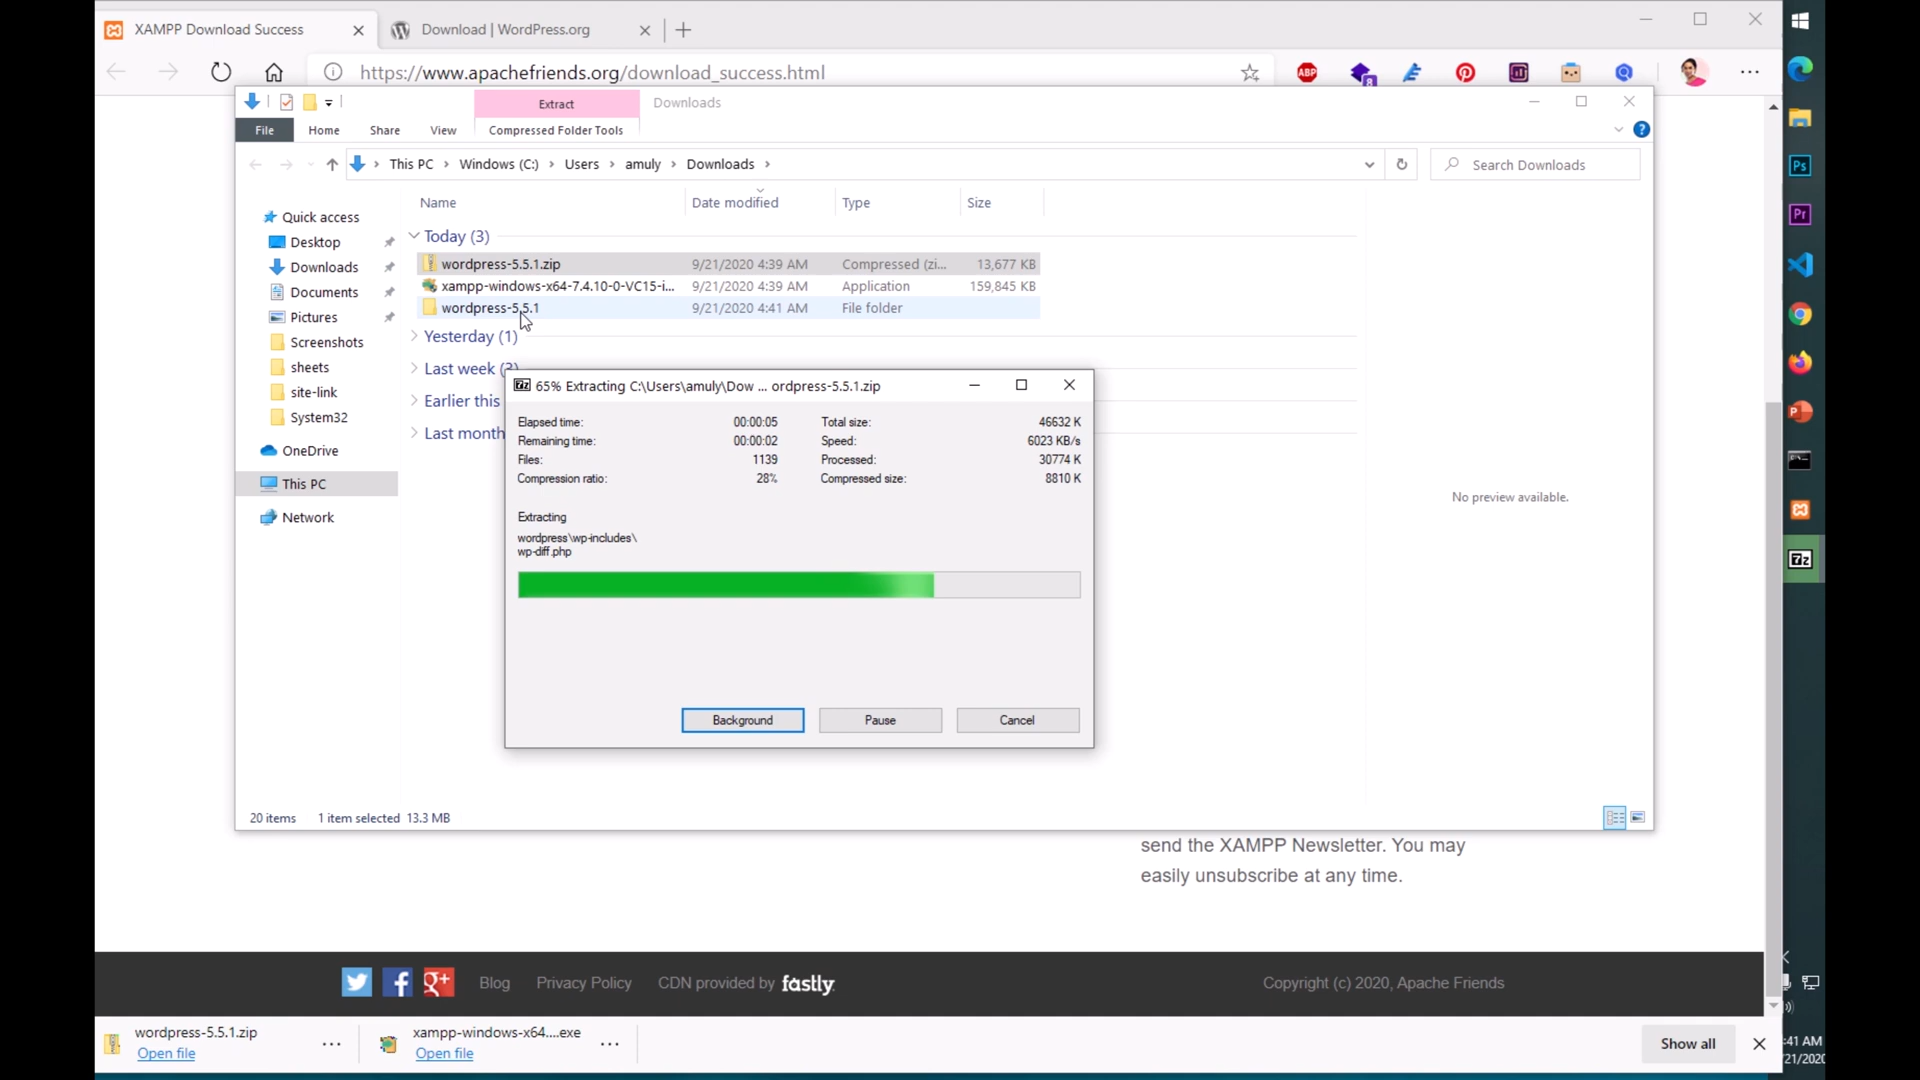 XAMPP Download Success
Download | WordPress.org
https://www.apachefriends.org/download_success.html
ABP
8
Extract
Downloads
File
Home
Share
View
Compressed Folder Tools
This PC
Windows (C:)
Users
amuly
Downloads
Search Downloads
Name
Date modified
Type
Size
Quick access
Desktop
Downloads
Documents
Pictures
Screenshots
sheets
site-link
System32
OneDrive
This PC
Network
Today (3)
wordpress-5.5.1.zip 9/21/2020 4:39 AM Compressed (zi... 13,677 KB
xampp-windows-x64-7.4.10-0-VC15-i... 9/21/2020 4:39 AM Application 159,845 KB
wordpress-5.5.1 9/21/2020 4:41 AM File folder
Yesterday (1)
Last week
Earlier this
Last month
No preview available.
7z 65% Extracting C:\Users\amuly\Dow ... ordpress-5.5.1.zip
Elapsed time: 00:00:05 Total size: 46632 K
Remaining time: 00:00:02 Speed: 6023 KB/s
Files: 1139 Processed: 30774 K
Compression ratio: 28% Compressed size: 8810 K
Extracting
wordpress\wp-includes\
wp-diff.php
Background
Pause
Cancel
20 items 1 item selected 13.3 MB
send the XAMPP Newsletter. You may
easily unsubscribe at any time.
Blog
Privacy Policy
CDN provided by fastly
Copyright (c) 2020, Apache Friends
wordpress-5.5.1.zip
Open file
xampp-windows-x64....exe
Open file
Show all
Ps
Pr
7z
:41 AM
/21/2020